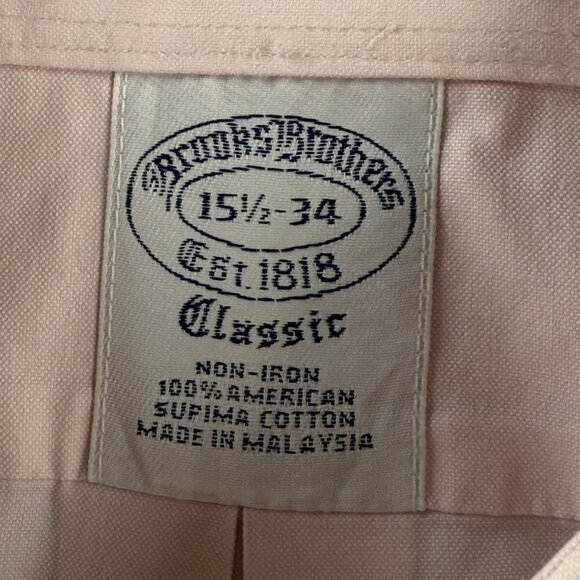 Brooks Brothers
15½-34
Est. 1818
Classic
NON-IRON
100% AMERICAN
SUPIMA COTTON
MADE IN MALAYSIA